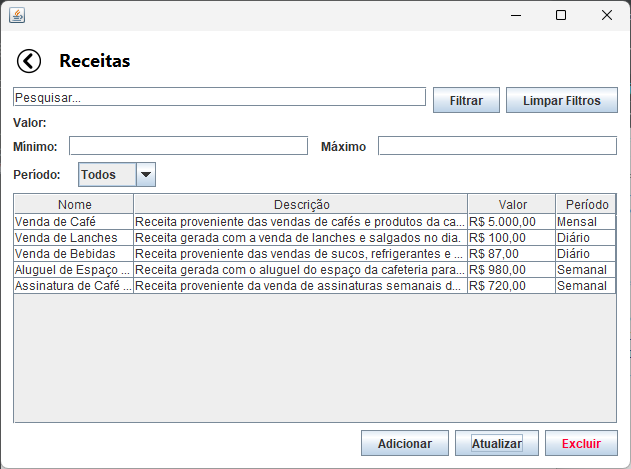 Receitas
Pesquisar... Filtrar Limpar Filtros
Valor:
Mínimo: Máximo
Período: Todos
Nome Descrição Valor Período
Venda de Café Receita proveniente das vendas de cafés e produtos da ca... R$ 5.000,00 Mensal
Venda de Lanches Receita gerada com a venda de lanches e salgados no dia. R$ 100,00 Diário
Venda de Bebidas Receita proveniente das vendas de sucos, refrigerantes e ... R$ 87,00 Diário
Aluguel de Espaço ... Receita gerada com o aluguel do espaço da cafeteria para... R$ 980,00 Semanal
Assinatura de Café ... Receita proveniente da venda de assinaturas semanais d... R$ 720,00 Semanal
Adicionar Atualizar Excluir